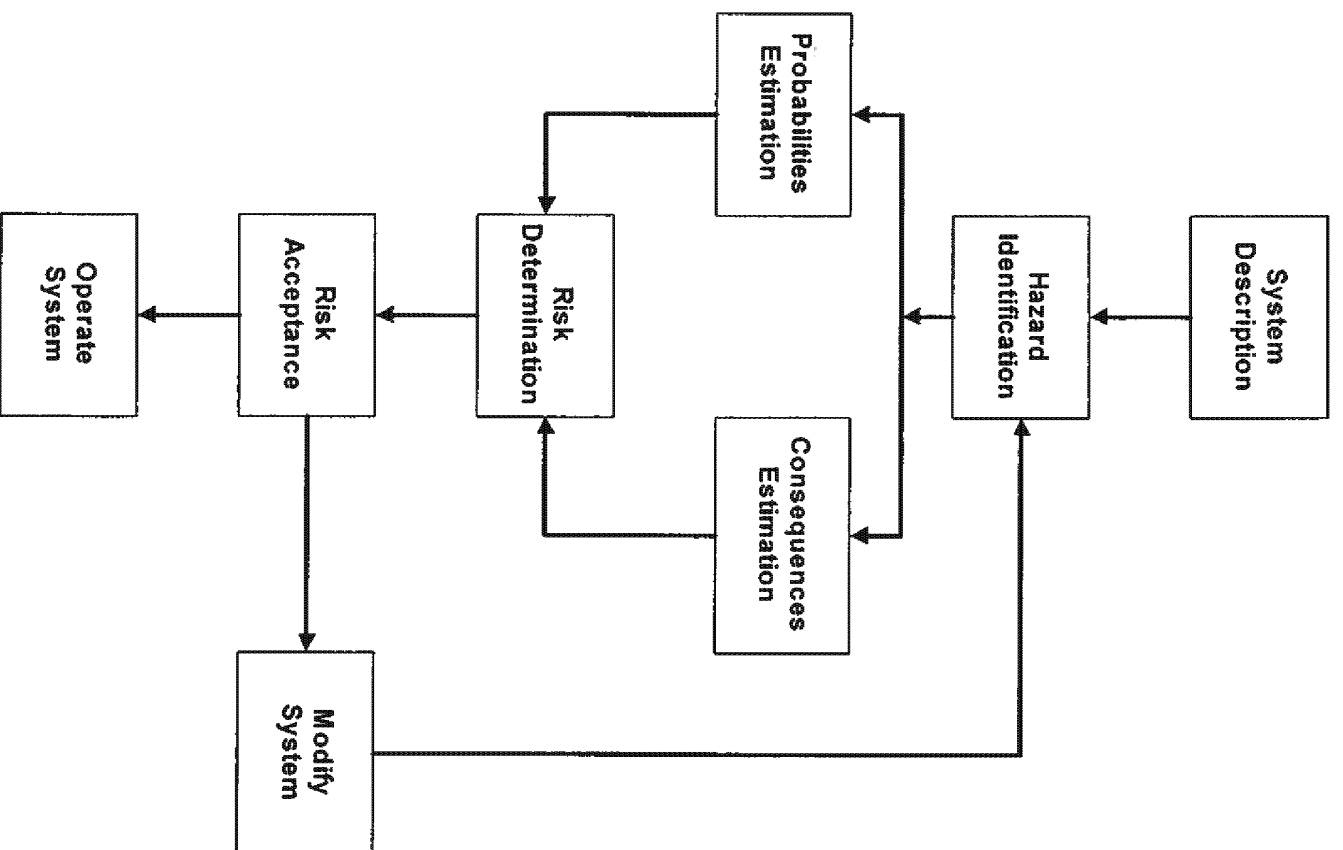 System
Description
Hazard
Identification
Probabilities
Estimation
Consequences
Estimation
Risk
Determination
Risk
Acceptance
Modify
System
Operate
System